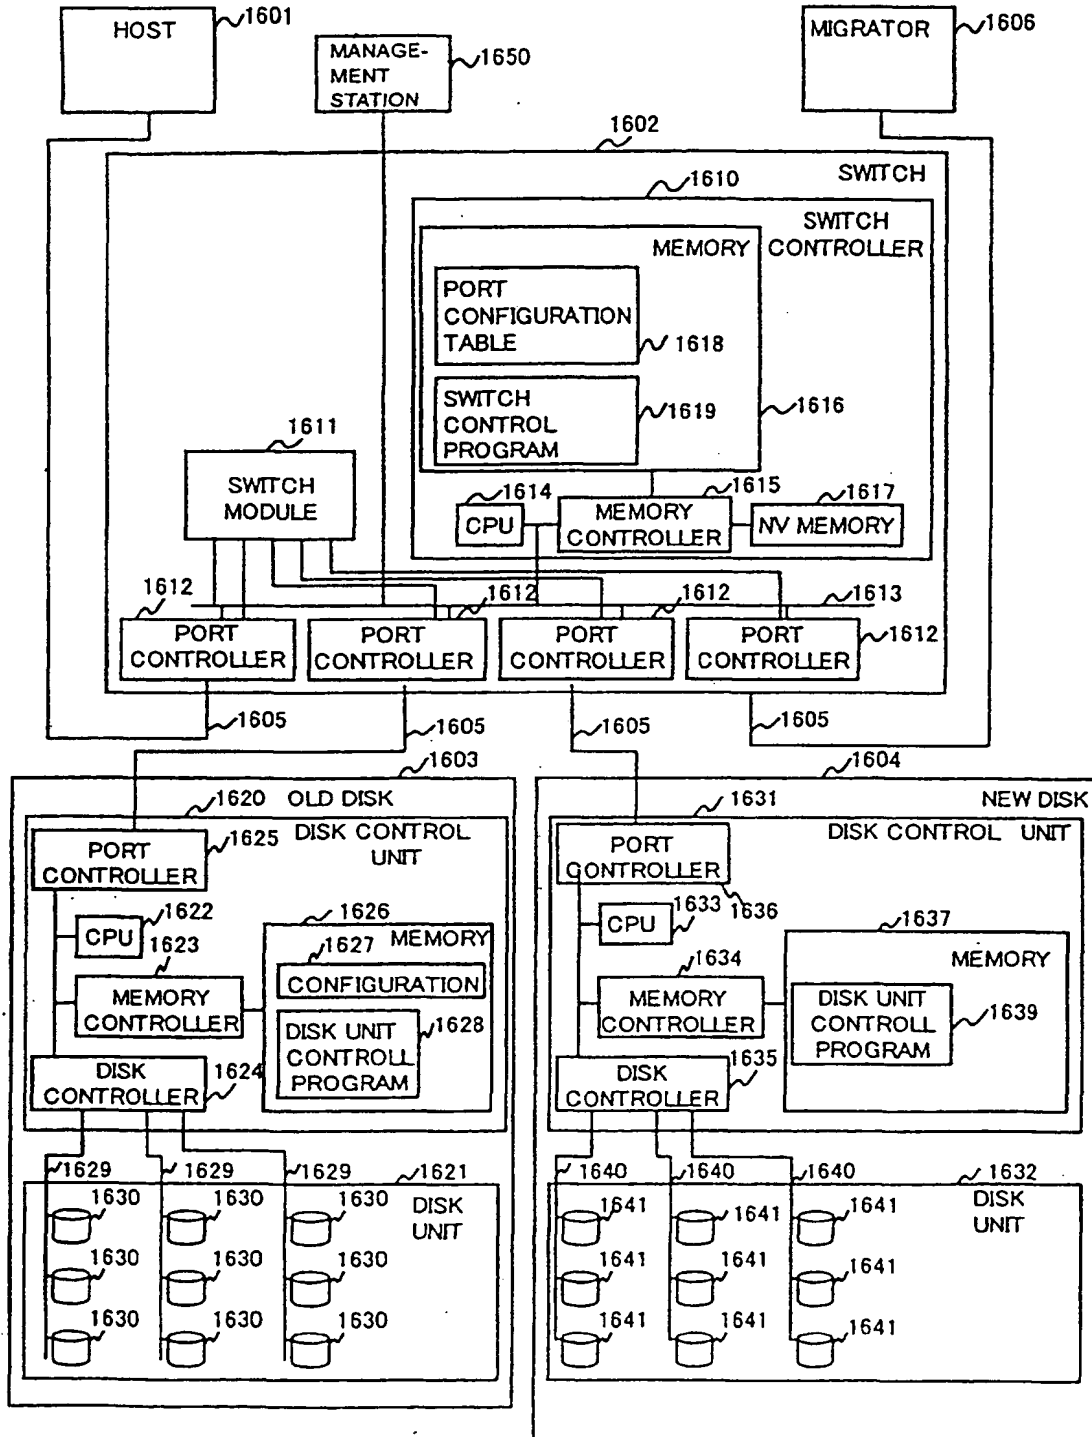 HOST
1601
MANAGE-
MENT
STATION
1650
MIGRATOR
1606
1602
SWITCH
1610
SWITCH
CONTROLLER
MEMORY
PORT
CONFIGURATION
TABLE
1618
SWITCH
CONTROL
PROGRAM
1619
1616
1611
SWITCH
MODULE
1614
CPU
1615
MEMORY
CONTROLLER
1617
NV MEMORY
1612
1612
1612
1613
PORT
CONTROLLER
PORT
CONTROLLER
PORT
CONTROLLER
PORT
CONTROLLER
1612
1605
1605
1605
1605
1603
OLD DISK
1620
DISK CONTROL
UNIT
PORT
CONTROLLER
1625
1622
CPU
1623
MEMORY
CONTROLLER
1626
MEMORY
1627
CONFIGURATION
DISK UNIT
CONTROLL
PROGRAM
1628
DISK
CONTROLLER
1624
1629
1629
1629
1621
DISK
UNIT
1630
1630
1630
1630
1630
1630
1630
1630
1630
1604
NEW DISK
1631
DISK CONTROL UNIT
PORT
CONTROLLER
1636
1633
CPU
1634
MEMORY
CONTROLLER
1637
MEMORY
DISK UNIT
CONTROLL
PROGRAM
1639
DISK
CONTROLLER
1635
1640
1640
1640
1632
DISK
UNIT
1641
1641
1641
1641
1641
1641
1641
1641
1641